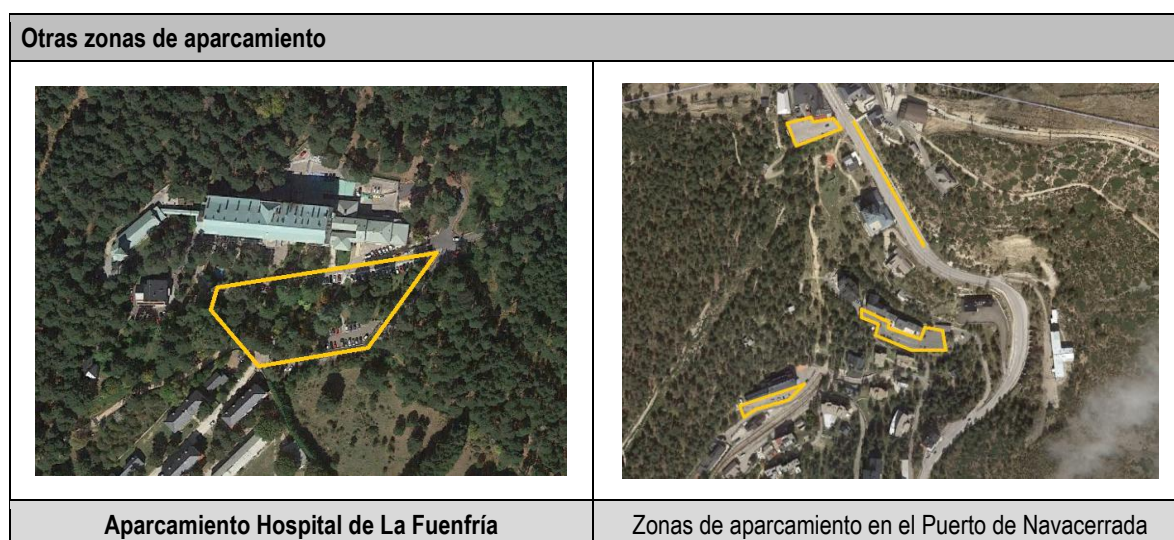 Otras zonas de aparcamiento
Aparcamiento Hospital de La Fuenfría
Zonas de aparcamiento en el Puerto de Navacerrada